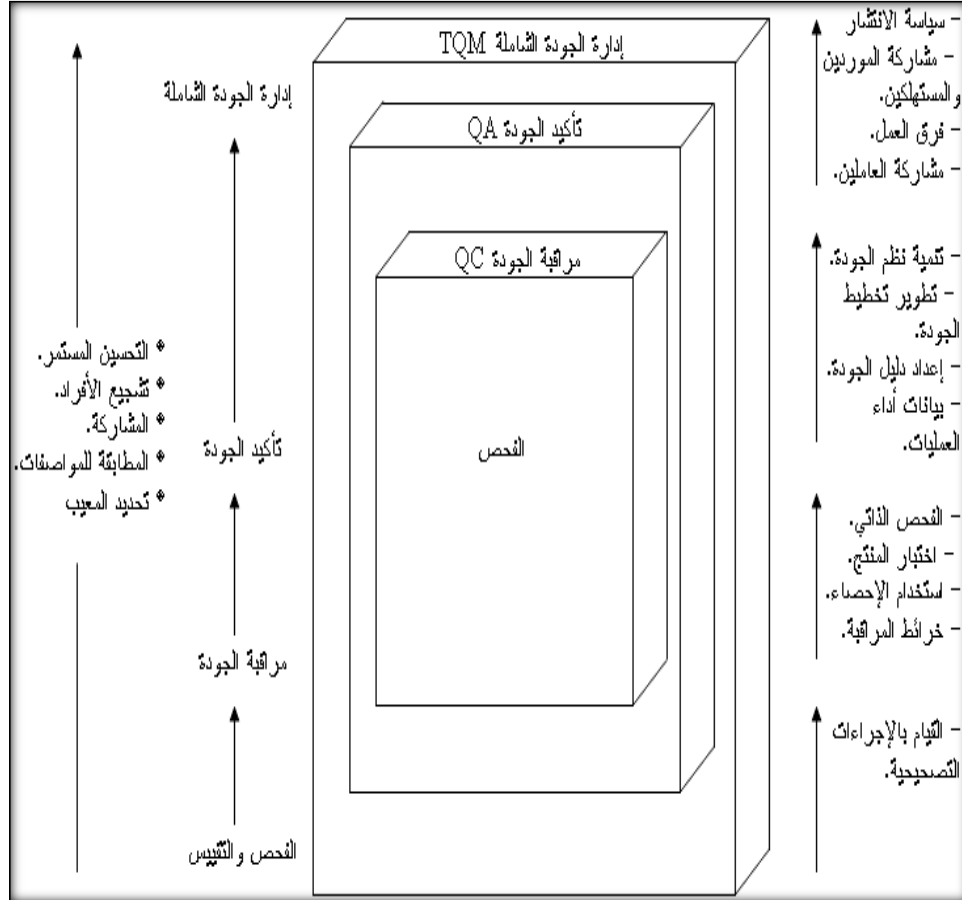 إدارة الجودة الشاملة TQM
تأكيد الجودة QA
مراقبة الجودة QC
الفحص
- سياسة الانتشار
- مشاركة الموردين
والمستهلكين.
- فرق العمل.
- مشاركة العاملين.
- تنمية نظم الجودة.
- تطوير تخطيط
الجودة.
- إعداد دليل الجودة.
- بيانات أداء
العمليات.
- الفحص الذاتي.
- اختبار المنتج.
- استخدام الإحصاء.
- خرائط المراقبة.
- القيام بالإجراءات
التصحيحية.
إدارة الجودة الشاملة
تأكيد الجودة
مراقبة الجودة
الفحص والتقييس
* التحسين المستمر.
* تشجيع الأفراد.
* المشاركة.
* المطابقة للمواصفات.
* تحديد المعيب